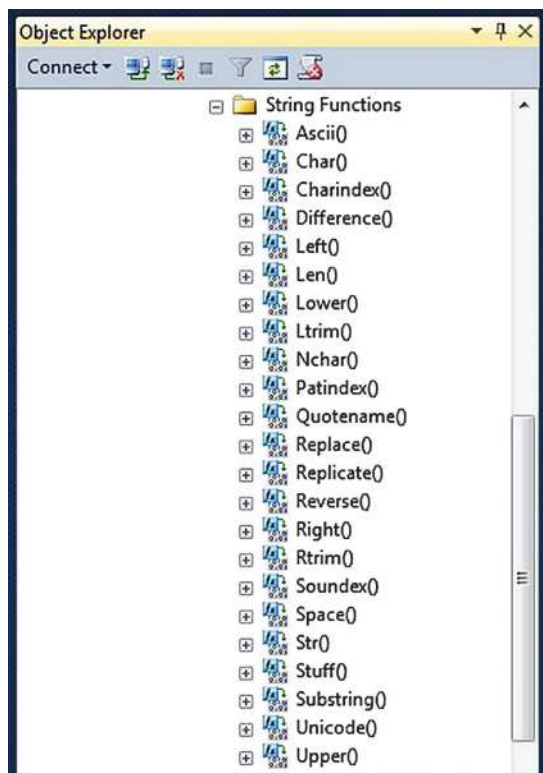 Object Explorer
Connect
String Functions
Ascii()
Char()
Charindex()
Difference()
Left()
Len()
Lower()
Ltrim()
Nchar()
Patindex()
Quotename()
Replace()
Replicate()
Reverse()
Right()
Rtrim()
Soundex()
Space()
Str()
Stuff()
Substring()
Unicode()
Upper()